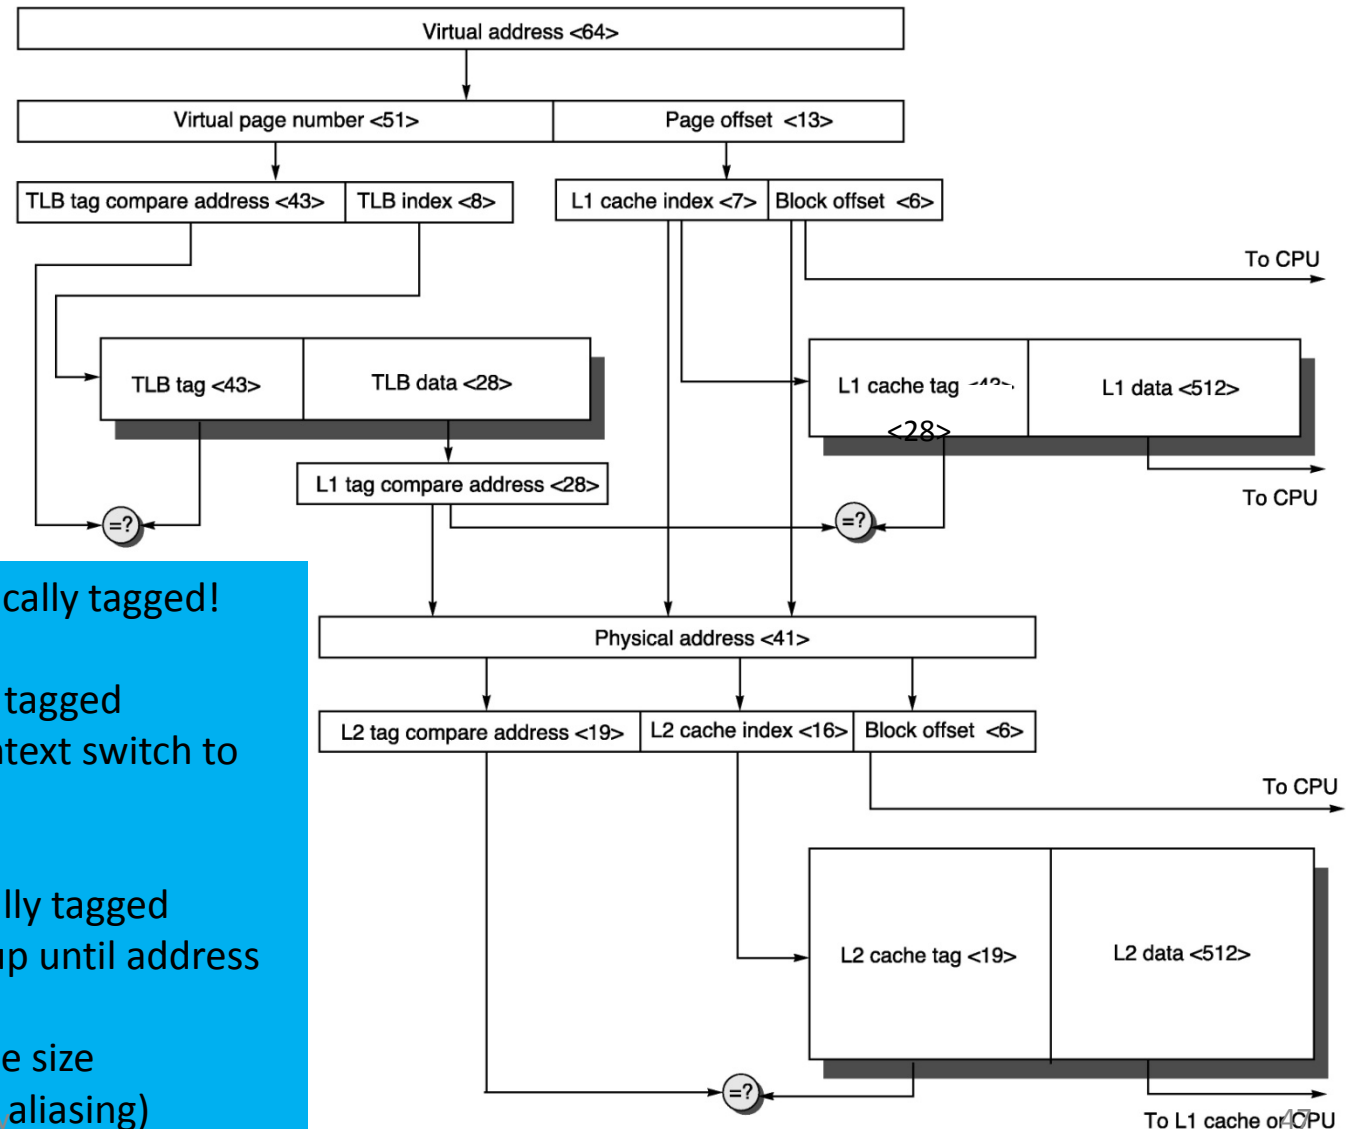 Virtual address <64>
Virtual page number <51> Page offset <13>
TLB tag compare address <43> TLB index <8> L1 cache index <7> Block offset <6>
To CPU
TLB tag <43> TLB data <28> L1 cache tag L1 data <512>
<28>
L1 tag compare address <28>
To CPU
=? =?
cally tagged!
Physical address <41>
tagged
L2 tag compare address <19> L2 cache index <16> Block offset <6>
ntext switch to
To CPU
lly tagged
up until address
L2 cache tag <19> L2 data <512>
e size
=?
aliasing)
To L1 cache or CPU
47